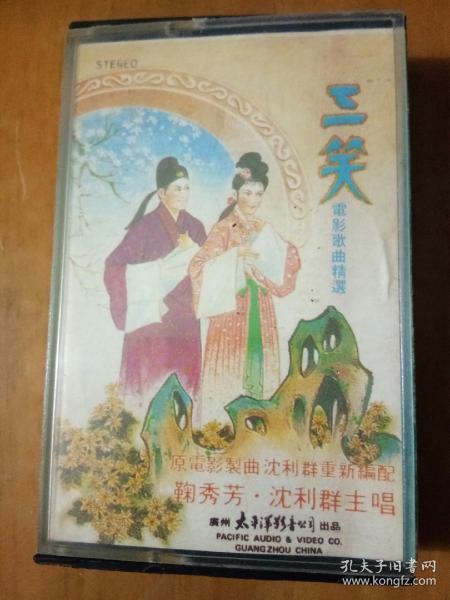 STEREO
三笑
電影歌曲精選
原電影製曲沈利群重新編配
鞠秀芳·沈利群主唱
廣州 太平洋影音公司 出品
PACIFIC AUDIO & VIDEO CO.
GUANGZHOU CHINA
孔夫子旧书网
www.kongfz.com